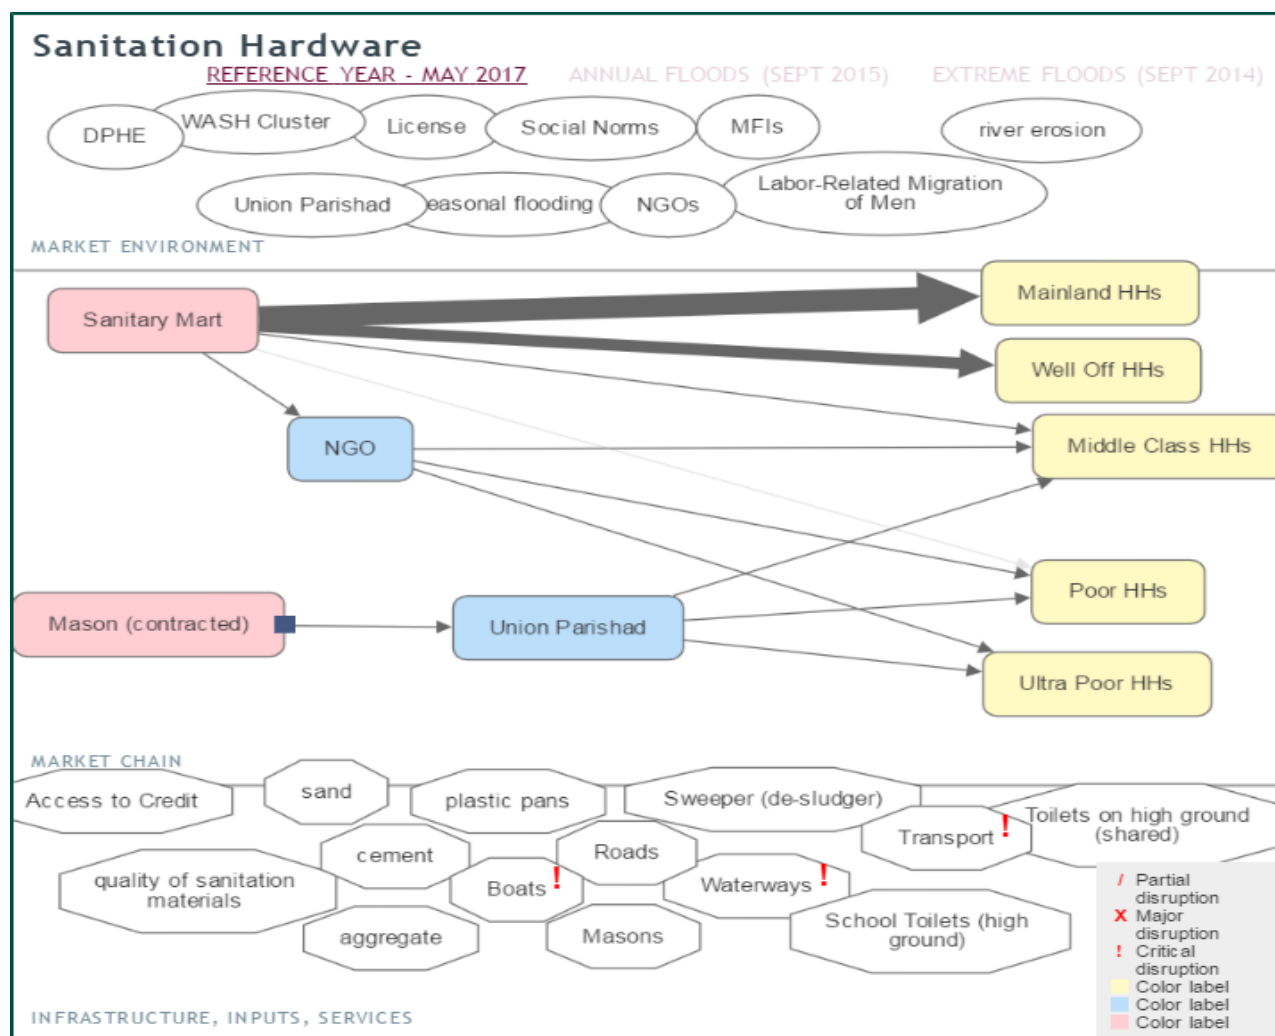 Sanitation Hardware
REFERENCE YEAR - MAY 2017 ANNUAL FLOODS (SEPT 2015) EXTREME FLOODS (SEPT 2014)
DPHE
WASH Cluster
License
Social Norms
MFIs
river erosion
Union Parishad
easonal flooding
NGOs
Labor-Related Migration
of Men
MARKET ENVIRONMENT
Sanitary Mart
Mainland HHs
Well Off HHs
NGO
Middle Class HHs
Mason (contracted)
Union Parishad
Poor HHs
Ultra Poor HHs
MARKET CHAIN
Access to Credit
sand
plastic pans
Sweeper (de-sludger)
Transport !
Toilets on high ground
(shared)
quality of sanitation
materials
cement
Boats !
Roads
Waterways !
aggregate
Masons
School Toilets (high
ground)
/ Partial
disruption
X Major
disruption
! Critical
disruption
Color label
Color label
Color label
INFRASTRUCTURE, INPUTS, SERVICES